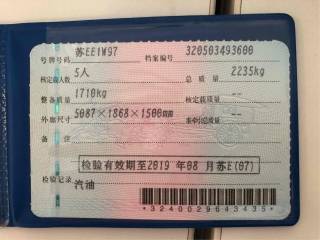 号牌号码 苏EE1W97 档案编号 320503493600
核定载人数 5人 总质量 2235kg
整备质量 1710kg 核定载质量 --
外廓尺寸 5087×1868×1500mm 准牵引总质量 --
备注
检验有效期至2019年08月苏E(07)
检验记录 汽油
*3240029643435*